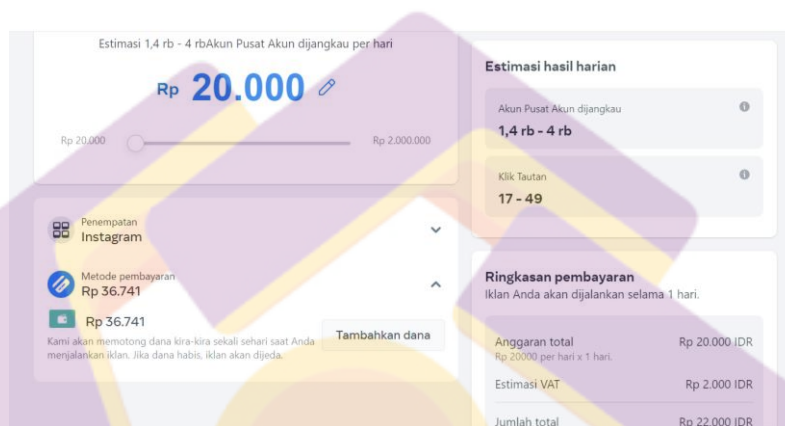 Estimasi 1,4 rb - 4 rbAkun Pusat Akun dijangkau per hari
Rp 20.000
Rp 20.000
Rp 2.000.000
Penempatan
Instagram
Metode pembayaran
Rp 36.741
Rp 36.741
Kami akan memotong dana kira-kira sekali sehari saat Anda
menjalankan iklan. Jika dana habis, iklan akan dijeda.
Tambahkan dana
Estimasi hasil harian
Akun Pusat Akun dijangkau
1,4 rb - 4 rb
Klik Tautan
17 - 49
Ringkasan pembayaran
Iklan Anda akan dijalankan selama 1 hari.
Anggaran total Rp 20.000 IDR
Rp 20000 per hari x 1 hari.
Estimasi VAT Rp 2.000 IDR
Jumlah total Rp 22.000 IDR